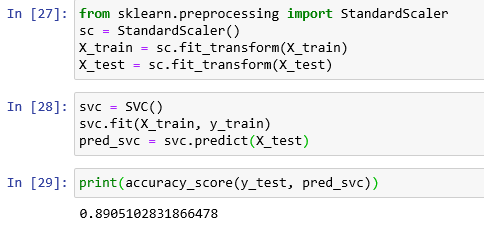 In [27]: from sklearn.preprocessing import StandardScaler
sc = StandardScaler()
X_train = sc.fit_transform(X_train)
X_test = sc.fit_transform(X_test)
In [28]: svc = SVC()
svc.fit(X_train, y_train)
pred_svc = svc.predict(X_test)
In [29]: print(accuracy_score(y_test, pred_svc))
0.8905102831866478